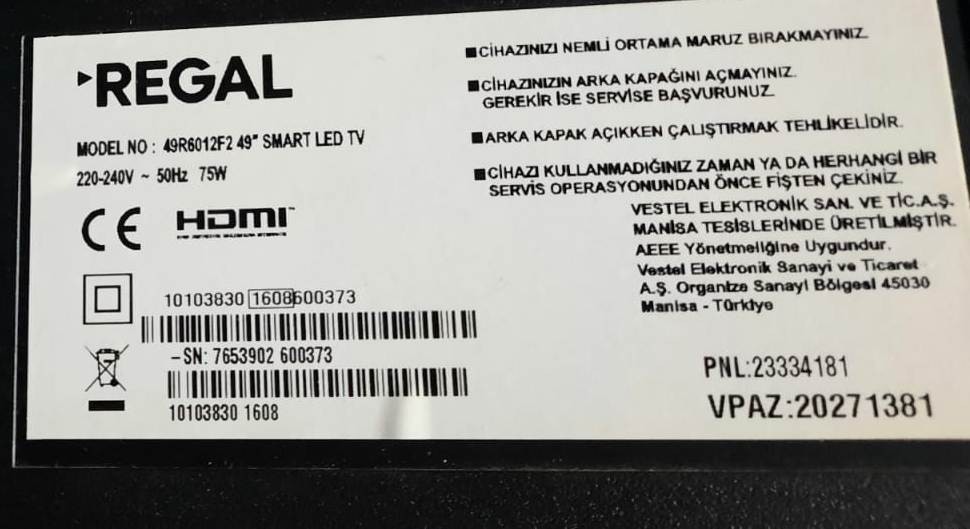 REGAL
MODEL NO : 49R6012F2 49" SMART LED TV
220-240V ~ 50Hz 75W
CE HDMI™
10103830 1608600373
-SN: 7653902 600373
10103830 1608
■CİHAZINIZI NEMLİ ORTAMA MARUZ BIRAKMAYINIZ.
■CİHAZINIZIN ARKA KAPAĞINI AÇMAYINIZ.
GEREKİR İSE SERVİSE BAŞVURUNUZ.
■ARKA KAPAK AÇIKKEN ÇALIŞTIRMAK TEHLİKELİDİR.
■CİHAZI KULLANMADIĞINIZ ZAMAN YA DA HERHANGİ BİR
SERVİS OPERASYONUNDAN ÖNCE FİŞTEN ÇEKİNİZ.
VESTEL ELEKTRONİK SAN. VE TİC.A.Ş.
MANİSA TESİSLERİNDE ÜRETİLMİŞTİR.
AEEE Yönetmeliğine Uygundur.
Vestel Elektronik Sanayi ve Ticaret
A.Ş. Organize Sanayi Bölgesi 45030
Manisa - Türkiye
PNL:23334181
VPAZ:20271381